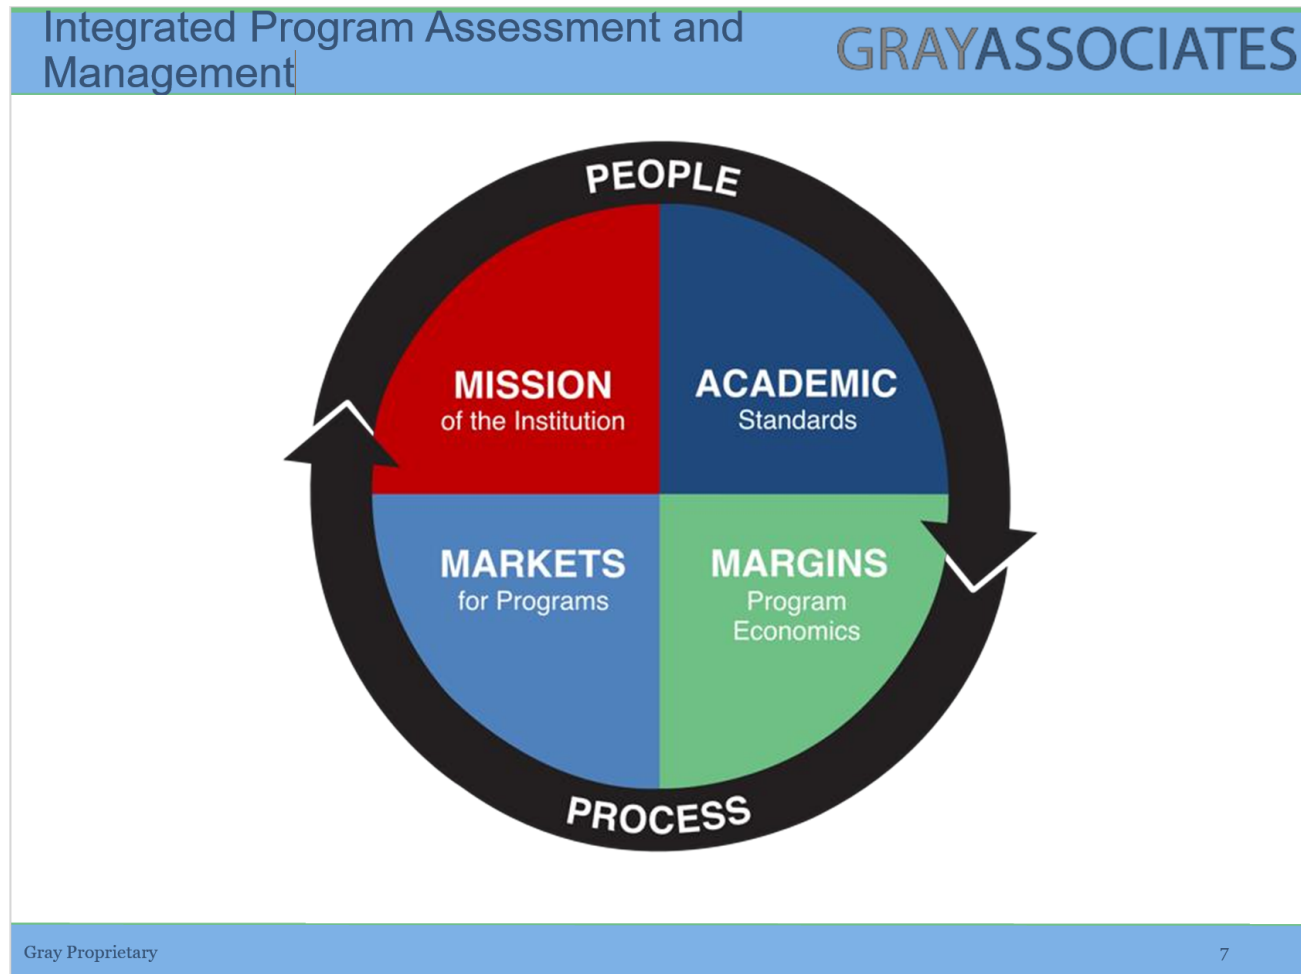 Integrated Program Assessment and
Management
GRAYASSOCIATES
PEOPLE
MISSION
of the Institution
ACADEMIC
Standards
MARKETS
for Programs
MARGINS
Program
Economics
PROCESS
Gray Proprietary
7